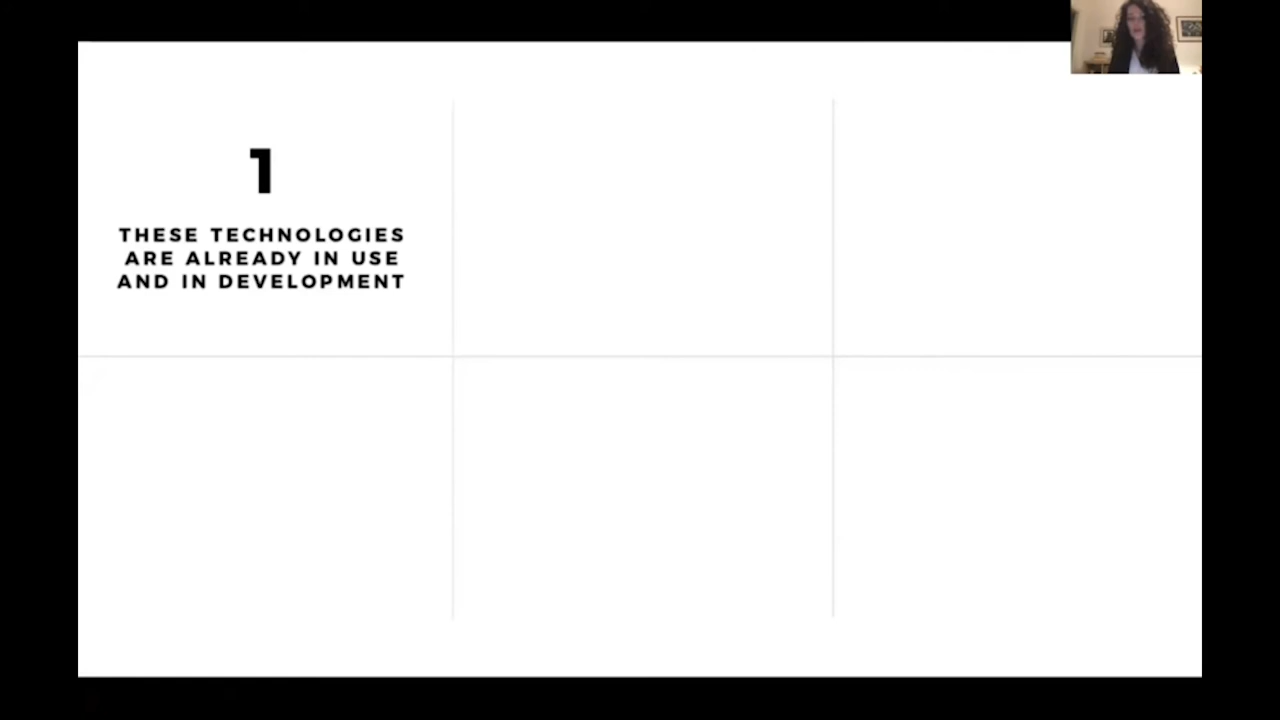 1
THESE TECHNOLOGIES
ARE ALREADY IN USE
AND IN DEVELOPMENT